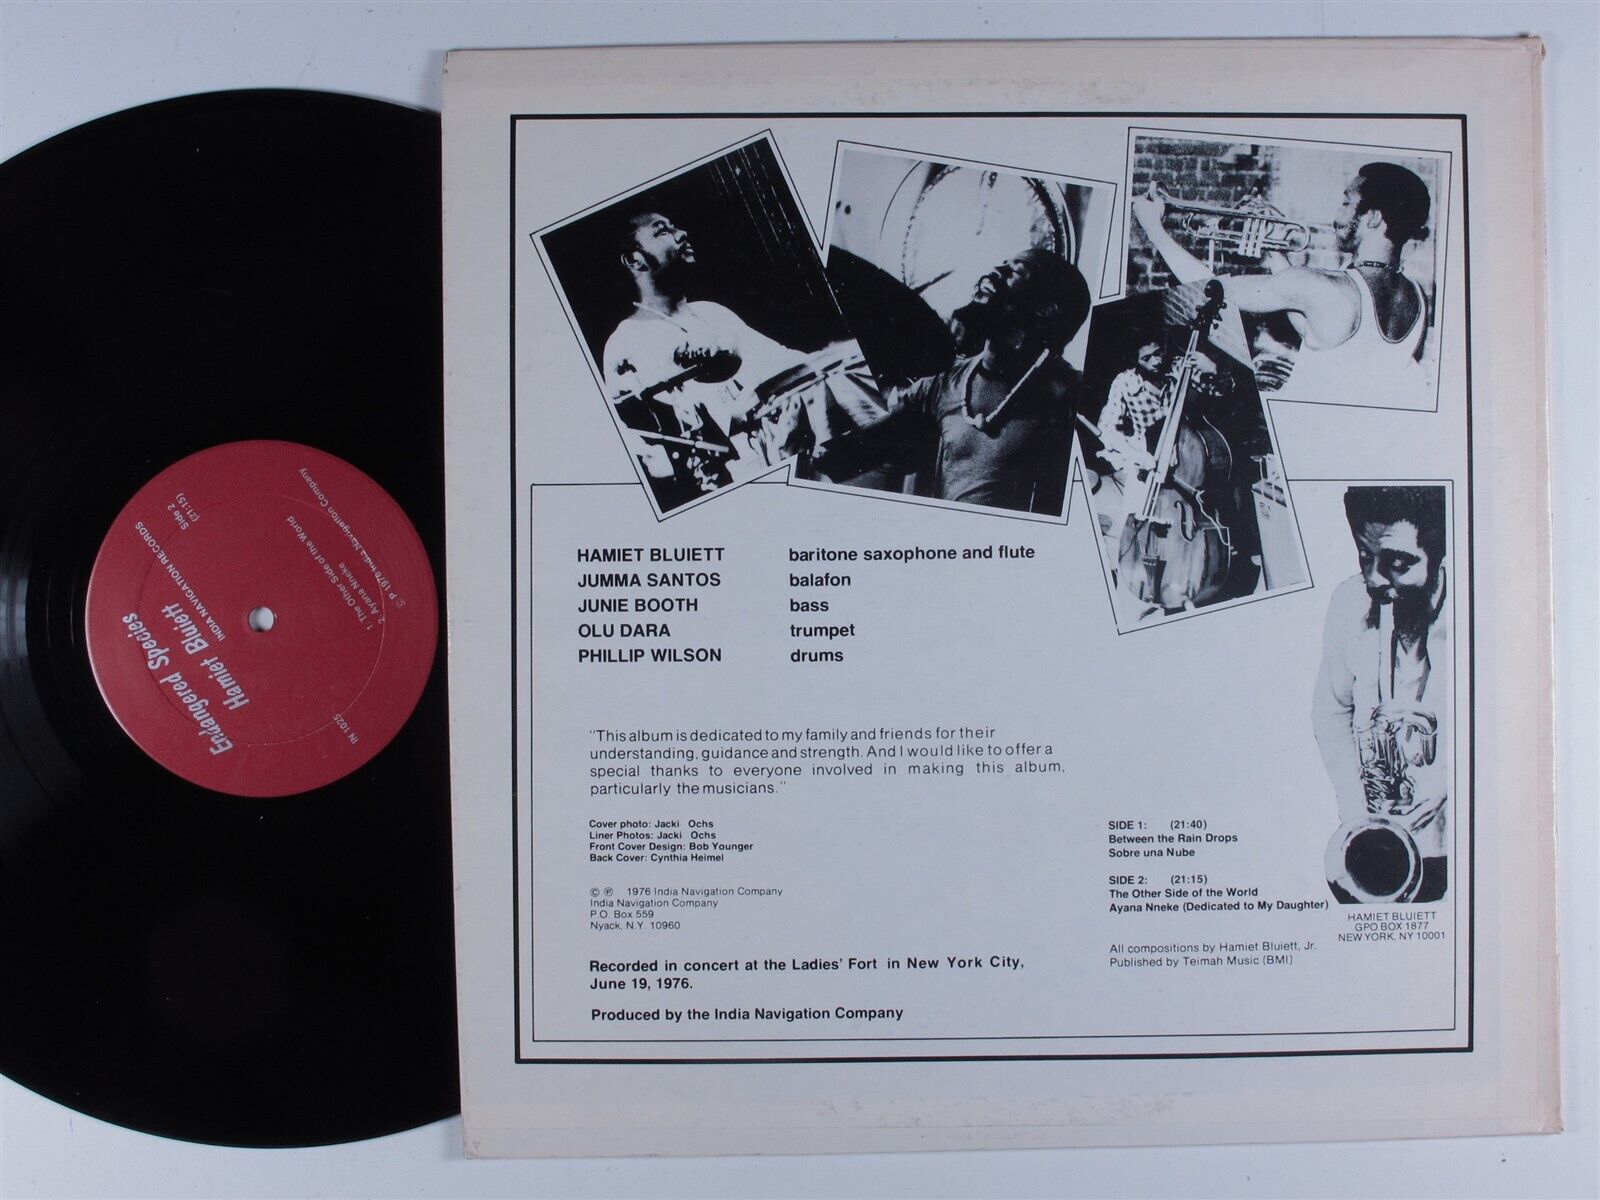 Endangered Species
Hamiet Bluiett
INDIA NAVIGATION RECORDS
IN 1025
Side 2
(21:15)
1. The Other Side of the World
2. Ayana Nneke
℗ 1976 India Navigation Company
HAMIET BLUIETT baritone saxophone and flute
JUMMA SANTOS balafon
JUNIE BOOTH bass
OLU DARA trumpet
PHILLIP WILSON drums
"This album is dedicated to my family and friends for their
understanding, guidance and strength. And I would like to offer a
special thanks to everyone involved in making this album,
particularly the musicians."
Cover photo: Jacki Ochs
Liner Photos: Jacki Ochs
Front Cover Design: Bob Younger
Back Cover: Cynthia Heimel
© ℗ 1976 India Navigation Company
India Navigation Company
P.O. Box 559
Nyack, N.Y. 10960
Recorded in concert at the Ladies' Fort in New York City,
June 19, 1976.
Produced by the India Navigation Company
SIDE 1: (21:40)
Between the Rain Drops
Sobre una Nube
SIDE 2: (21:15)
The Other Side of the World
Ayana Nneke (Dedicated to My Daughter)
All compositions by Hamiet Bluiett, Jr.
Published by Teimah Music (BMI)
HAMIET BLUIETT
GPO BOX 1877
NEW YORK, NY 10001